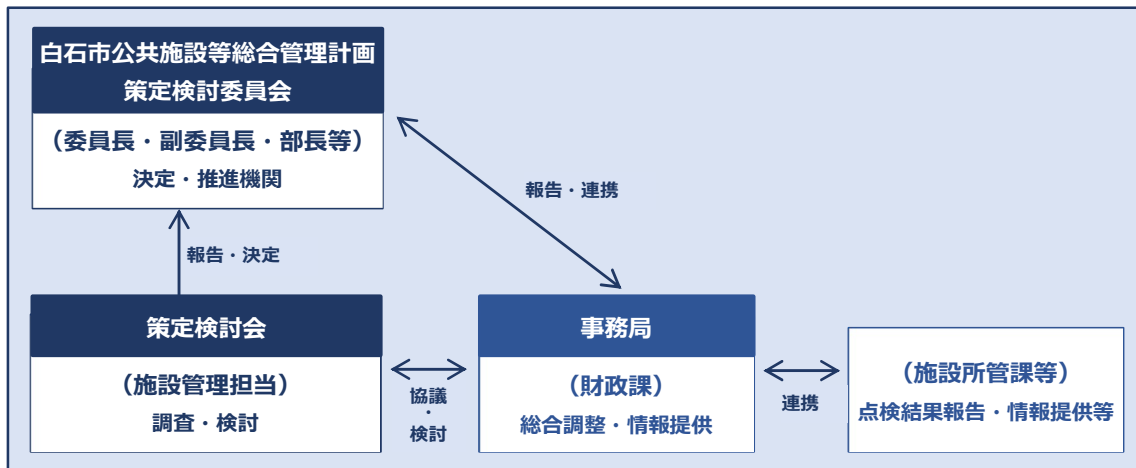 白石市公共施設等総合管理計画
策定検討委員会
（委員長・副委員長・部長等）
決定・推進機関
報告・連携
報告・決定
策定検討会
（施設管理担当）
調査・検討
協議
・
検討
事務局
（財政課）
総合調整・情報提供
連携
（施設所管課等）
点検結果報告・情報提供等